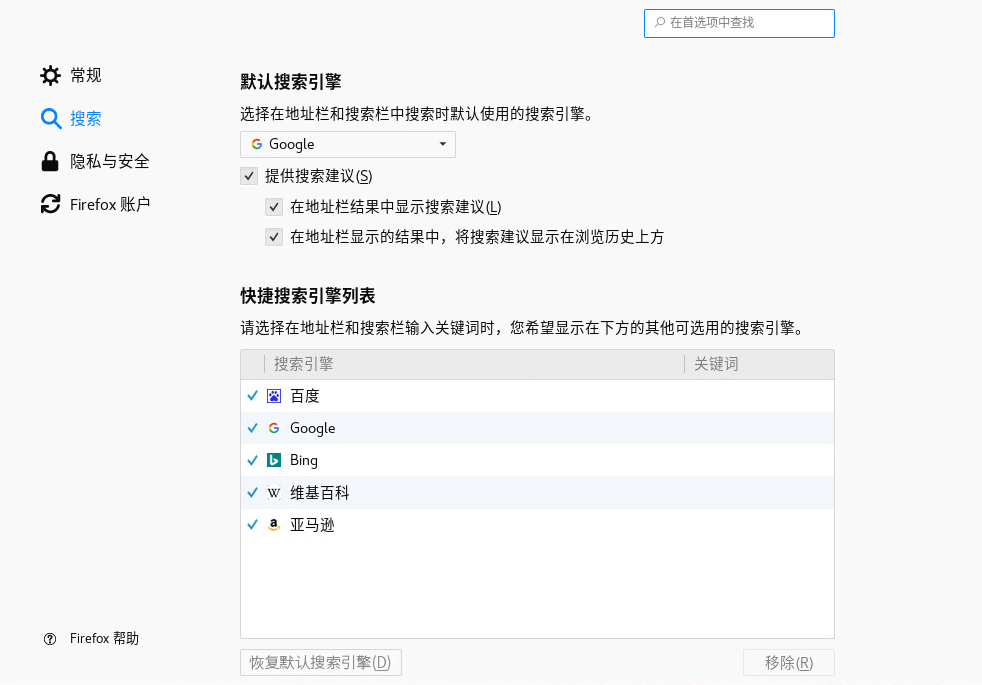 在首选项中查找
常规
搜索
隐私与安全
Firefox 账户
默认搜索引擎
选择在地址栏和搜索栏中搜索时默认使用的搜索引擎。
Google
提供搜索建议(S)
在地址栏结果中显示搜索建议(L)
在地址栏显示的结果中，将搜索建议显示在浏览历史上方
快捷搜索引擎列表
请选择在地址栏和搜索栏输入关键词时，您希望显示在下方的其他可选用的搜索引擎。
搜索引擎 关键词
百度
Google
Bing
维基百科
亚马逊
Firefox 帮助
恢复默认搜索引擎(D) 移除(R)